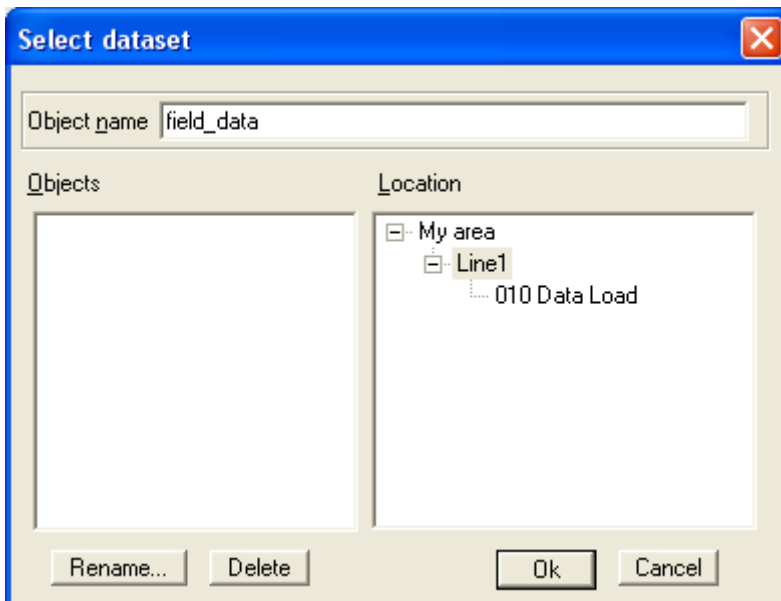 Select dataset
Object name field_data
Objects
Location
My area
Line1
010 Data Load
Rename... Delete Ok Cancel